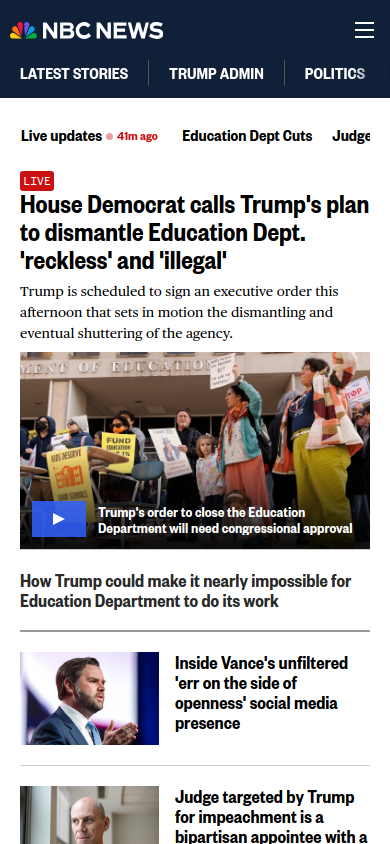 NBC NEWS
LATEST STORIES TRUMP ADMIN POLITICS
Live updates 41m ago Education Dept Cuts Judge
LIVE
House Democrat calls Trump's plan
to dismantle Education Dept.
'reckless' and 'illegal'
Trump is scheduled to sign an executive order this
afternoon that sets in motion the dismantling and
eventual shuttering of the agency.
MENT OF EDUCATION
FUND
EDUCATION
KIDS DESERVE
GOOD SCHOOLS
STOP
Trump's order to close the Education
Department will need congressional approval
How Trump could make it nearly impossible for
Education Department to do its work
Inside Vance's unfiltered
'err on the side of
openness' social media
presence
Judge targeted by Trump
for impeachment is a
bipartisan appointee with a